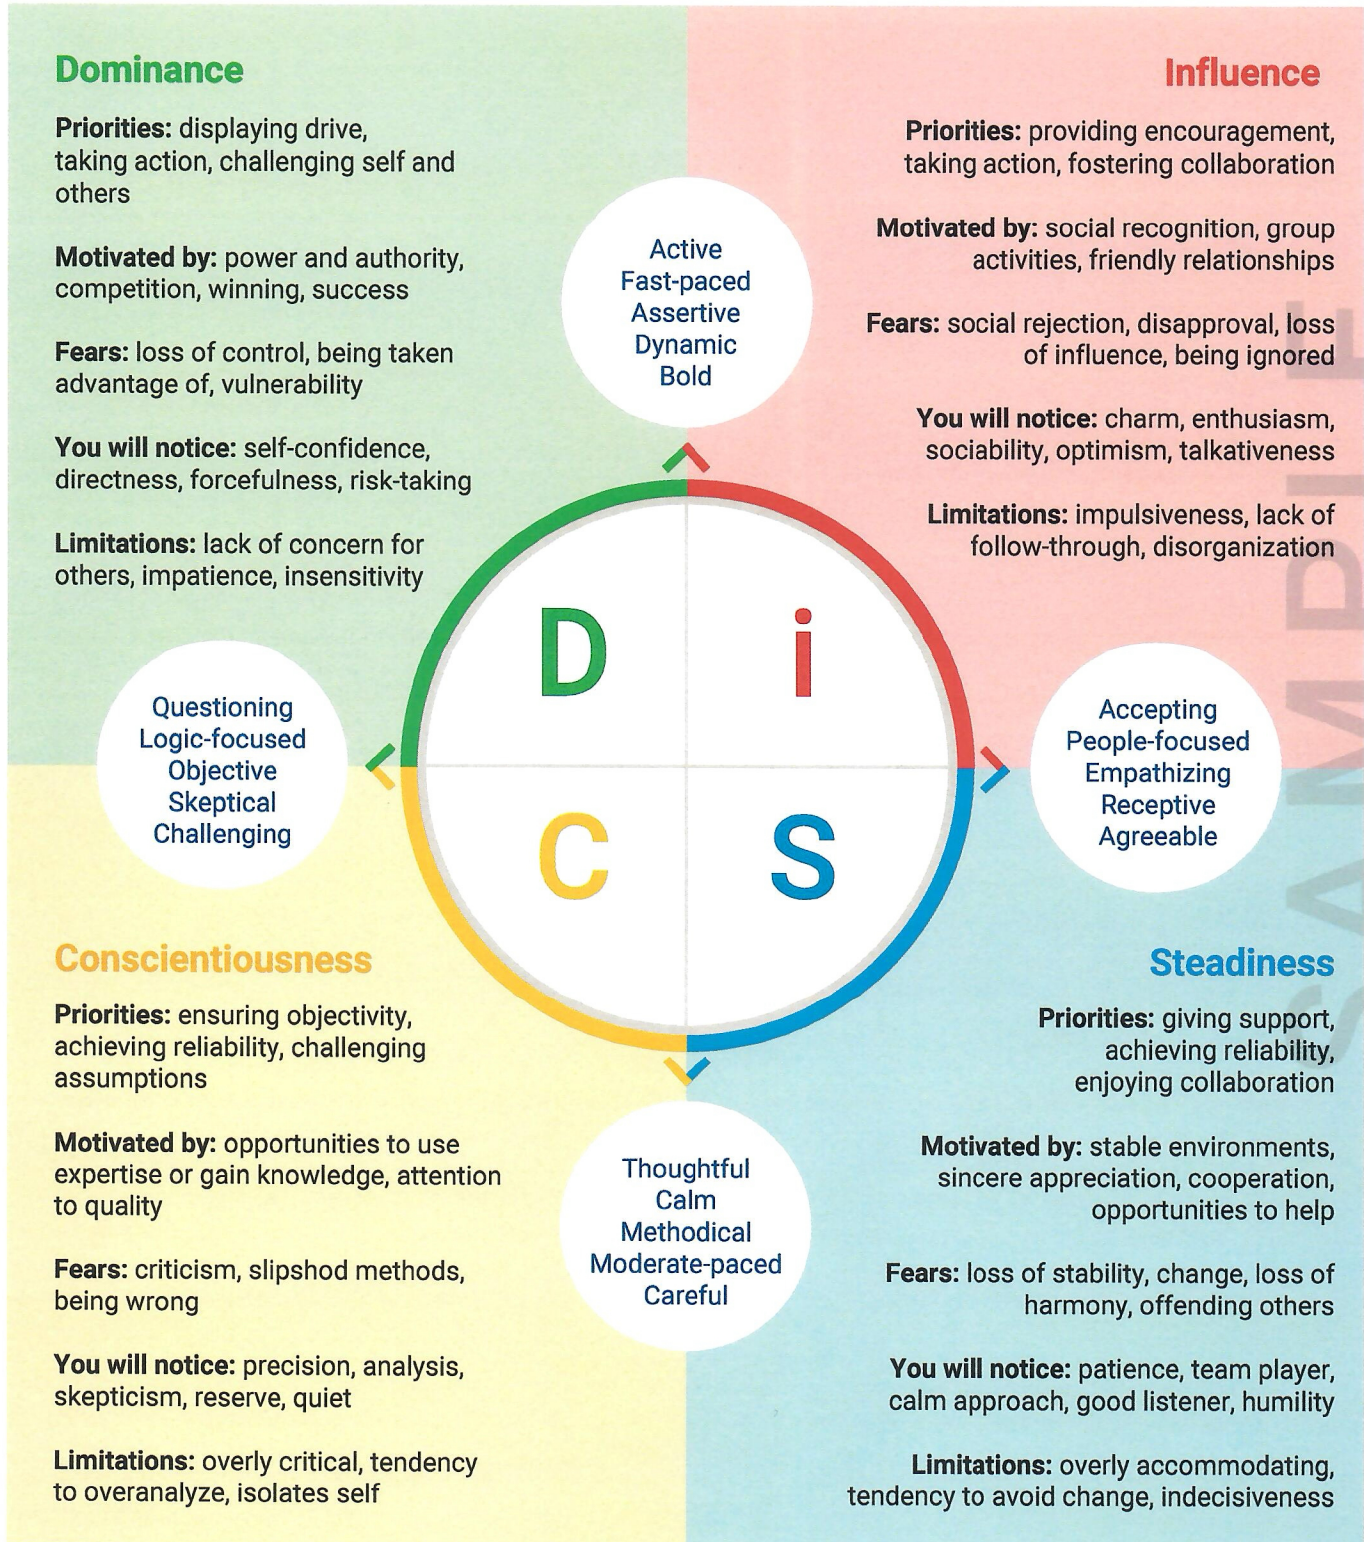 Dominance
Priorities: displaying drive,
taking action, challenging self and
others
Motivated by: power and authority,
competition, winning, success
Fears: loss of control, being taken
advantage of, vulnerability
You will notice: self-confidence,
directness, forcefulness, risk-taking
Limitations: lack of concern for
others, impatience, insensitivity
Influence
Priorities: providing encouragement,
taking action, fostering collaboration
Motivated by: social recognition, group
activities, friendly relationships
Fears: social rejection, disapproval, loss
of influence, being ignored
You will notice: charm, enthusiasm,
sociability, optimism, talkativeness
Limitations: impulsiveness, lack of
follow-through, disorganization
Active
Fast-paced
Assertive
Dynamic
Bold
Questioning
Logic-focused
Objective
Skeptical
Challenging
D i
C S
Accepting
People-focused
Empathizing
Receptive
Agreeable
Conscientiousness
Priorities: ensuring objectivity,
achieving reliability, challenging
assumptions
Motivated by: opportunities to use
expertise or gain knowledge, attention
to quality
Fears: criticism, slipshod methods,
being wrong
You will notice: precision, analysis,
skepticism, reserve, quiet
Limitations: overly critical, tendency
to overanalyze, isolates self
Thoughtful
Calm
Methodical
Moderate-paced
Careful
Steadiness
Priorities: giving support,
achieving reliability,
enjoying collaboration
Motivated by: stable environments,
sincere appreciation, cooperation,
opportunities to help
Fears: loss of stability, change, loss of
harmony, offending others
You will notice: patience, team player,
calm approach, good listener, humility
Limitations: overly accommodating,
tendency to avoid change, indecisiveness
SAMPLE